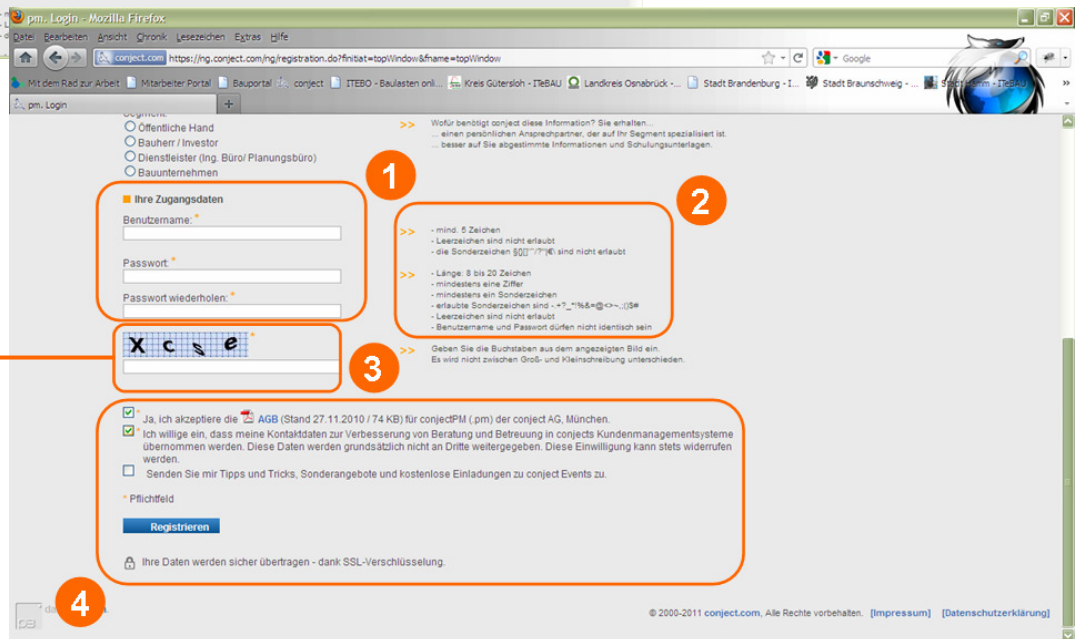 pm. Login - Mozilla Firefox
Datei Bearbeiten Ansicht Chronik Lesezeichen Extras Hilfe
conject.com https://ng.conject.com/ng/registration.do?finitiat=topWindow&fname=topWindow
Google
Mit dem Rad zur Arbeit Mitarbeiter Portal Bauportal conject ITEBO - Baulasten onli... Kreis Gütersloh - ITeBAU Landkreis Osnabrück -... Stadt Brandenburg - I... Stadt Braunschweig - ...
pm. Login
Segment:
Öffentliche Hand
Bauherr / Investor
Dienstleister (Ing. Büro/ Planungsbüro)
Bauunternehmen
>> Wofür benötigt conject diese Information? Sie erhalten...
... einen persönlichen Ansprechpartner, der auf Ihr Segment spezialisiert ist.
... besser auf Sie abgestimmte Informationen und Schulungsunterlagen.
1
Ihre Zugangsdaten
Benutzername: *
Passwort: *
Passwort wiederholen: *
2
>> - mind. 5 Zeichen
- Leerzeichen sind nicht erlaubt
- die Sonderzeichen sind nicht erlaubt
>> - Länge: 8 bis 20 Zeichen
- mindestens eine Ziffer
- mindestens ein Sonderzeichen
- erlaubte Sonderzeichen sind - +?_*!%&=@<>~,.;()$#
- Leerzeichen sind nicht erlaubt
- Benutzername und Passwort dürfen nicht identisch sein
X c s e *
3
>> Geben Sie die Buchstaben aus dem angezeigten Bild ein.
Es wird nicht zwischen Groß- und Kleinschreibung unterschieden.
* Ja, ich akzeptiere die AGB (Stand 27.11.2010 / 74 KB) für conjectPM (.pm) der conject AG, München.
* Ich willige ein, dass meine Kontaktdaten zur Verbesserung von Beratung und Betreuung in conjects Kundenmanagementsysteme
übernommen werden. Diese Daten werden grundsätzlich nicht an Dritte weitergegeben. Diese Einwilligung kann stets widerrufen
werden.
Senden Sie mir Tipps und Tricks, Sonderangebote und kostenlose Einladungen zu conject Events zu.
* Pflichtfeld
Registrieren
Ihre Daten werden sicher übertragen - dank SSL-Verschlüsselung.
4
© 2000-2011 conject.com, Alle Rechte vorbehalten. [Impressum] [Datenschutzerklärung]